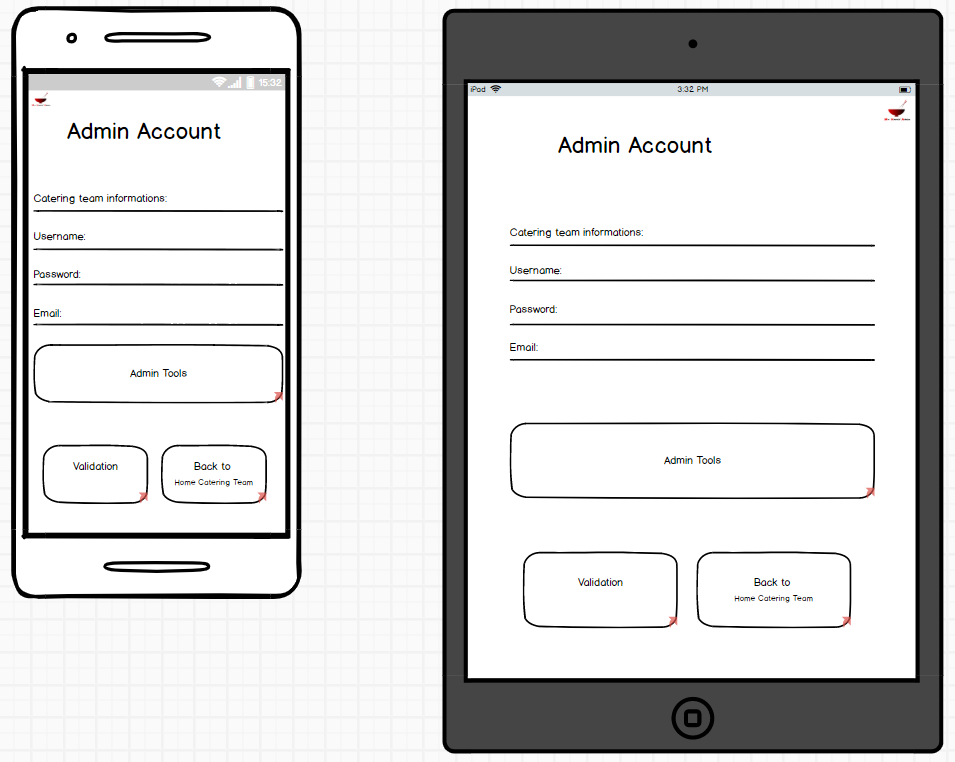 15:32
Admin Account
Catering team informations:
Username:
Password:
Email:
Admin Tools
Validation
Back to
Home Catering Team
iPad
3:32 PM
Admin Account
Catering team informations:
Username:
Password:
Email:
Admin Tools
Validation
Back to
Home Catering Team